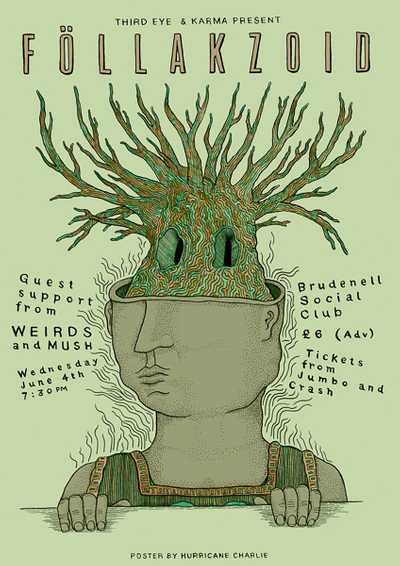 THIRD EYE & KARMA PRESENT
FÖLLAKZOID
Guest
support
from
WEIRDS
and MUSH
Wednesday
June 4th
7:30PM
Brudenell
Social
Club
£6 (Adv)
Tickets
from
Jumbo and
Crash
POSTER BY HURRICANE CHARLIE